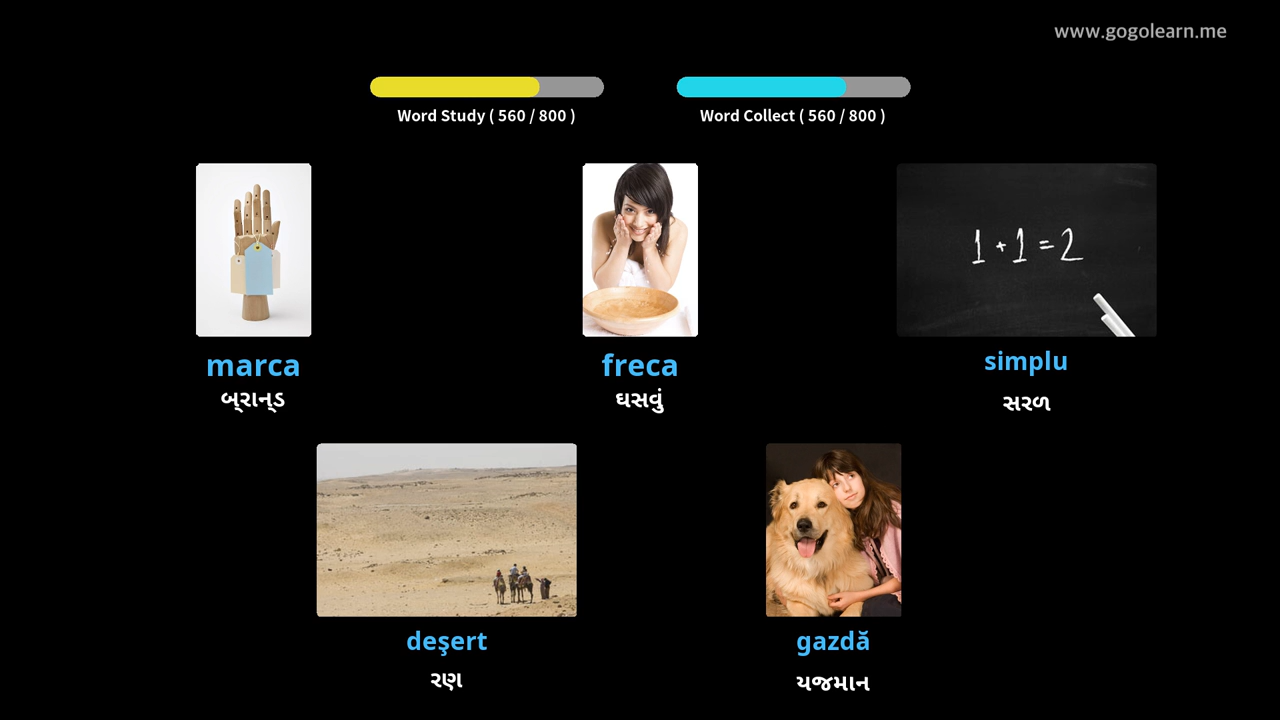 www.gogolearn.me
Word Study ( 560 / 800 )
Word Collect ( 560 / 800 )
1 + 1 = 2
marca
બ્રાન્ડ
freca
ઘસવું
simplu
સરળ
deşert
રણ
gazdă
યજમાન